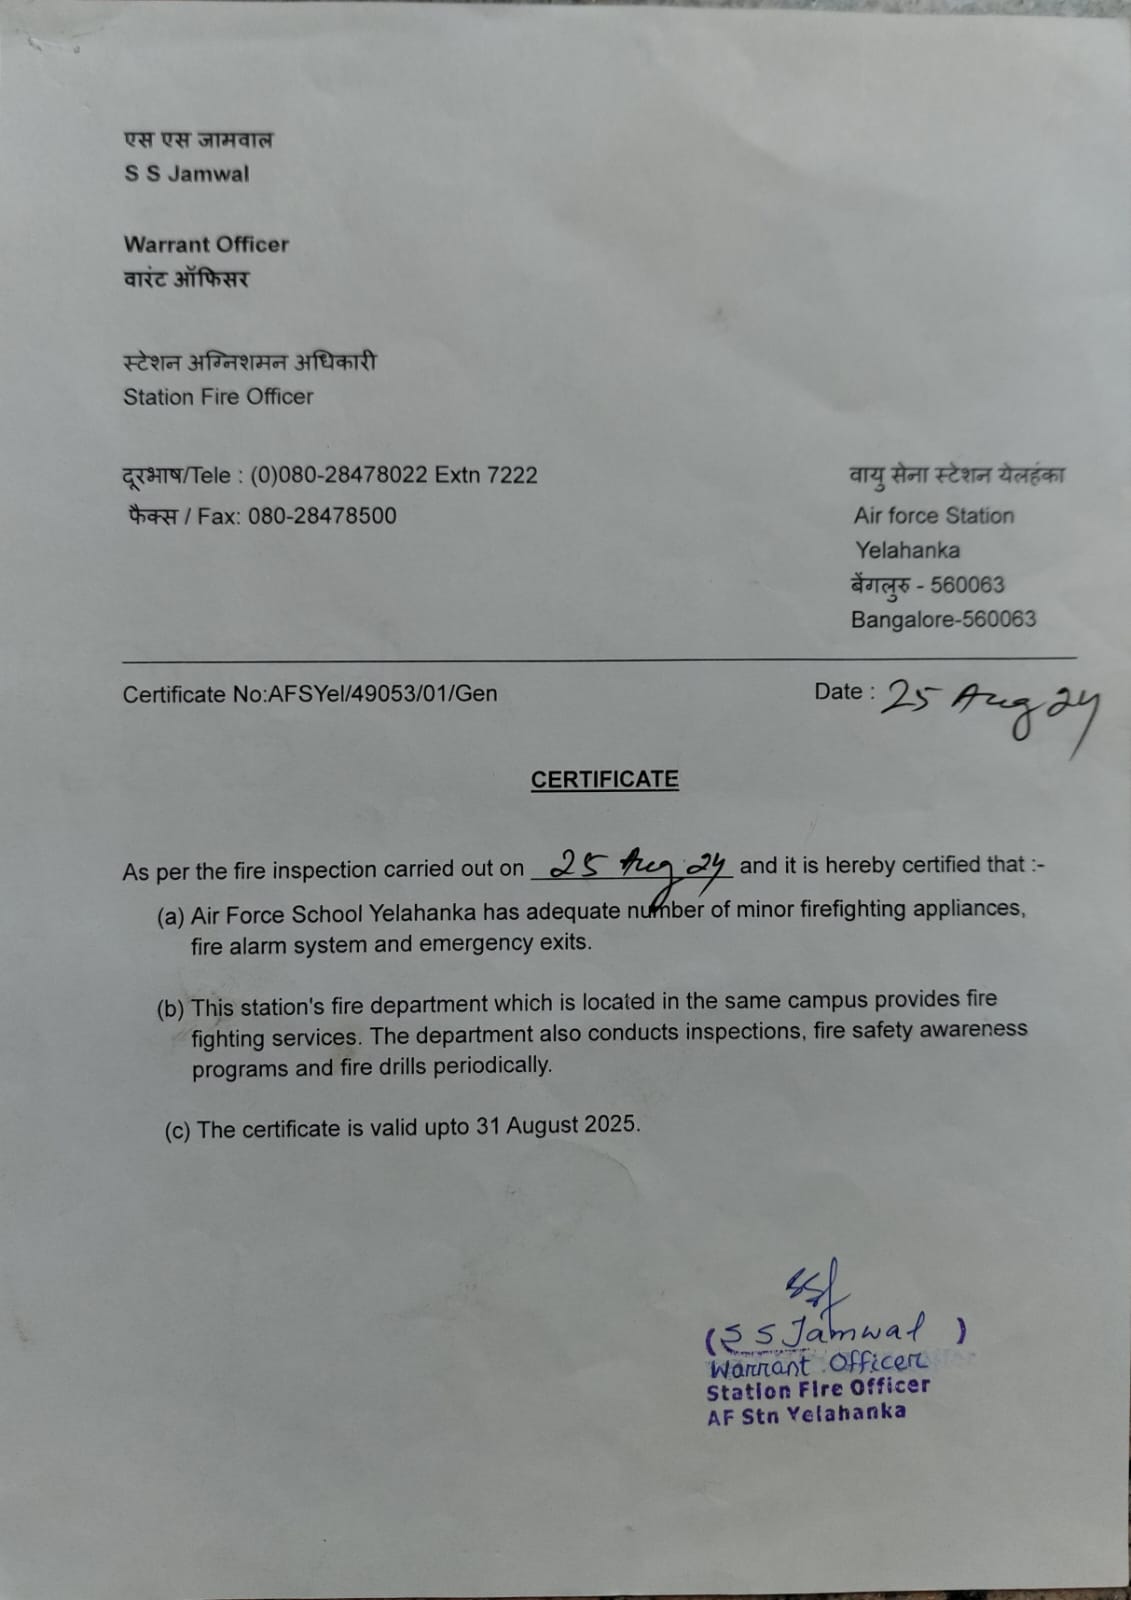 एस एस जामवाल
S S Jamwal
Warrant Officer
वारंट ऑफिसर
स्टेशन अग्निशमन अधिकारी
Station Fire Officer
दूरभाष/Tele : (0)080-28478022 Extn 7222
फैक्स / Fax: 080-28478500
वायु सेना स्टेशन येलहंका
Air force Station
Yelahanka
बेंगलुरु - 560063
Bangalore-560063
Certificate No:AFSYel/49053/01/Gen
Date : 25 Aug 24
CERTIFICATE
As per the fire inspection carried out on 25 Aug 24 and it is hereby certified that :-
(a) Air Force School Yelahanka has adequate number of minor firefighting appliances,
fire alarm system and emergency exits.
(b) This station's fire department which is located in the same campus provides fire
fighting services. The department also conducts inspections, fire safety awareness
programs and fire drills periodically.
(c) The certificate is valid upto 31 August 2025.
(S S Jamwal )
Warrant Officer
Station Fire Officer
AF Stn Yelahanka